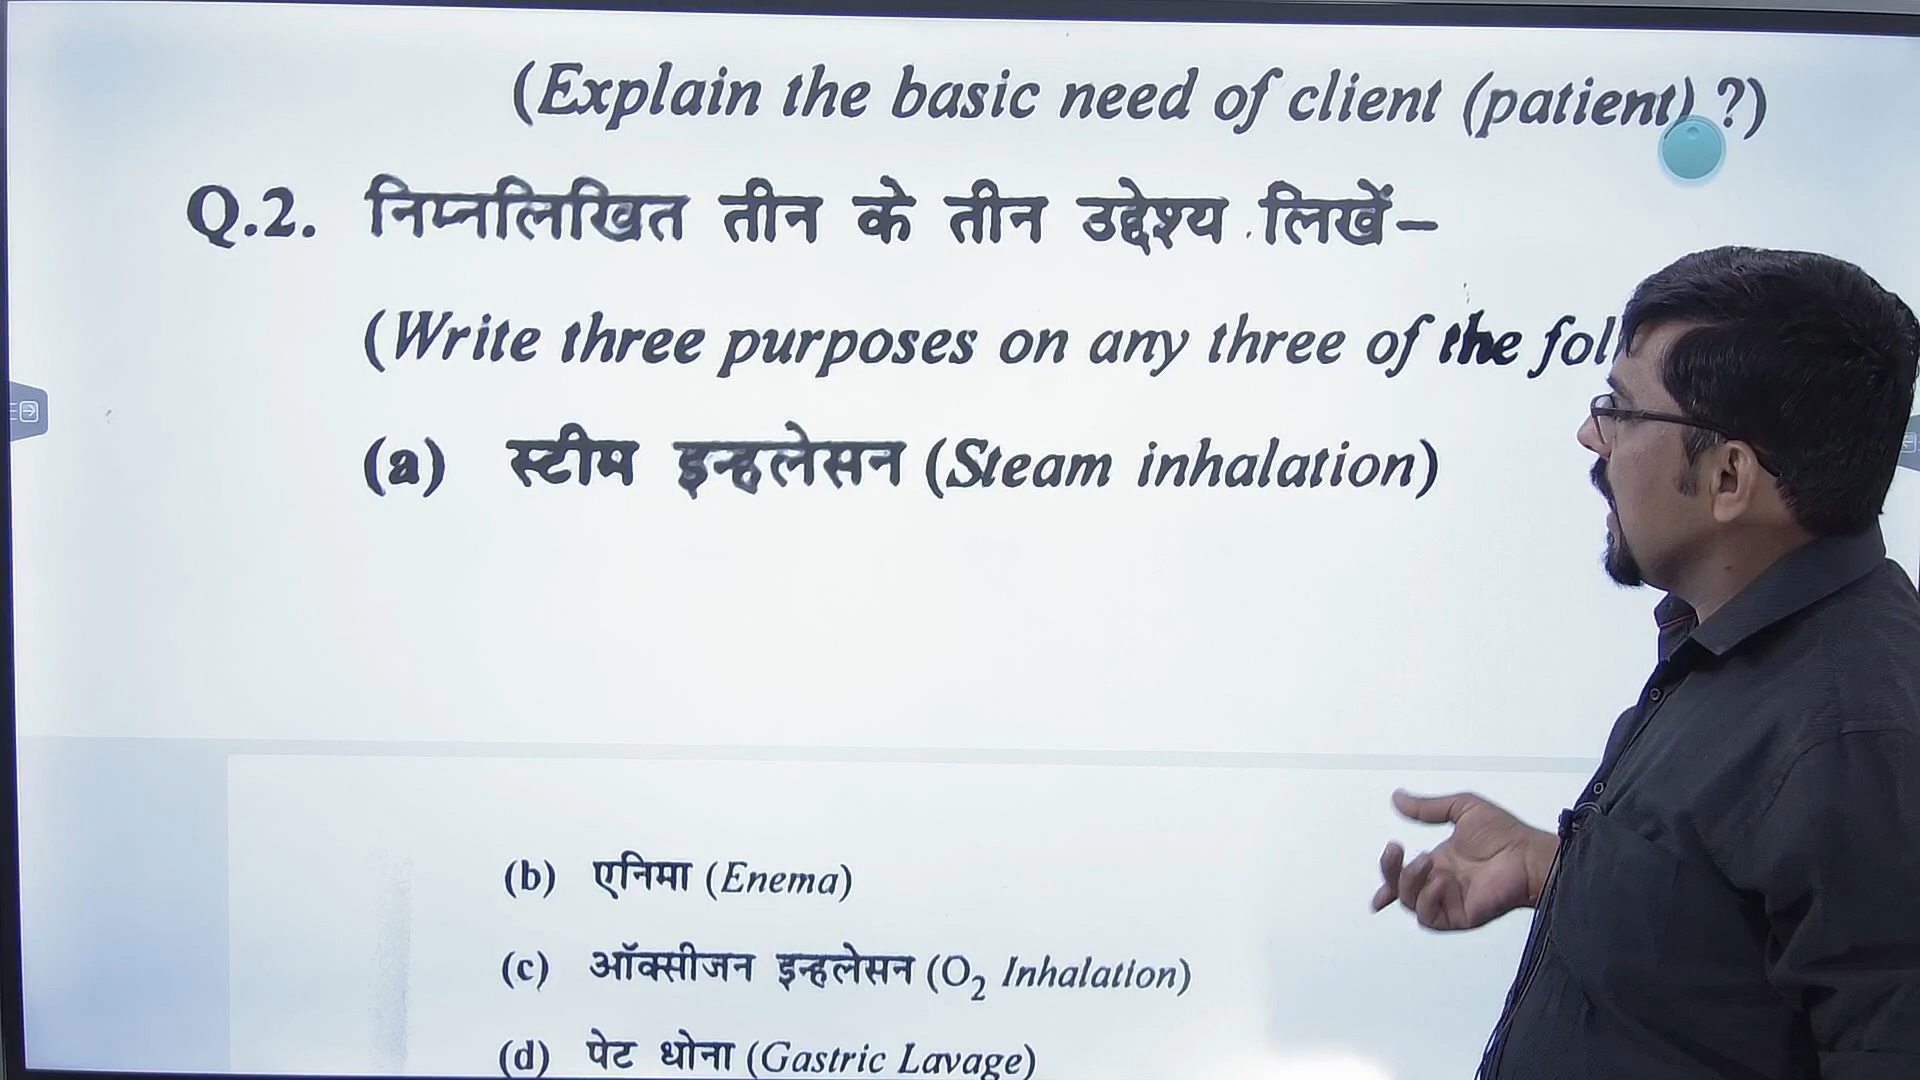 (Explain the basic need of client (patient) ?)
Q.2. निम्नलिखित तीन के तीन उद्देश्य लिखें–
(Write three purposes on any three of the
(a) स्टीम इन्हलेसन (Steam inhalation)
(b) एनिमा (Enema)
(c) ऑक्सीजन इन्हलेसन (O₂ Inhalation)
(d) पेट धोना (Gastric Lavage)